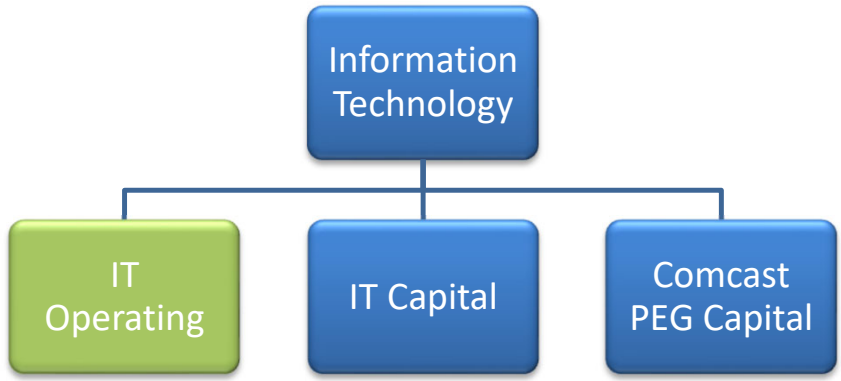 Information
Technology
IT
Operating
IT Capital
Comcast
PEG Capital